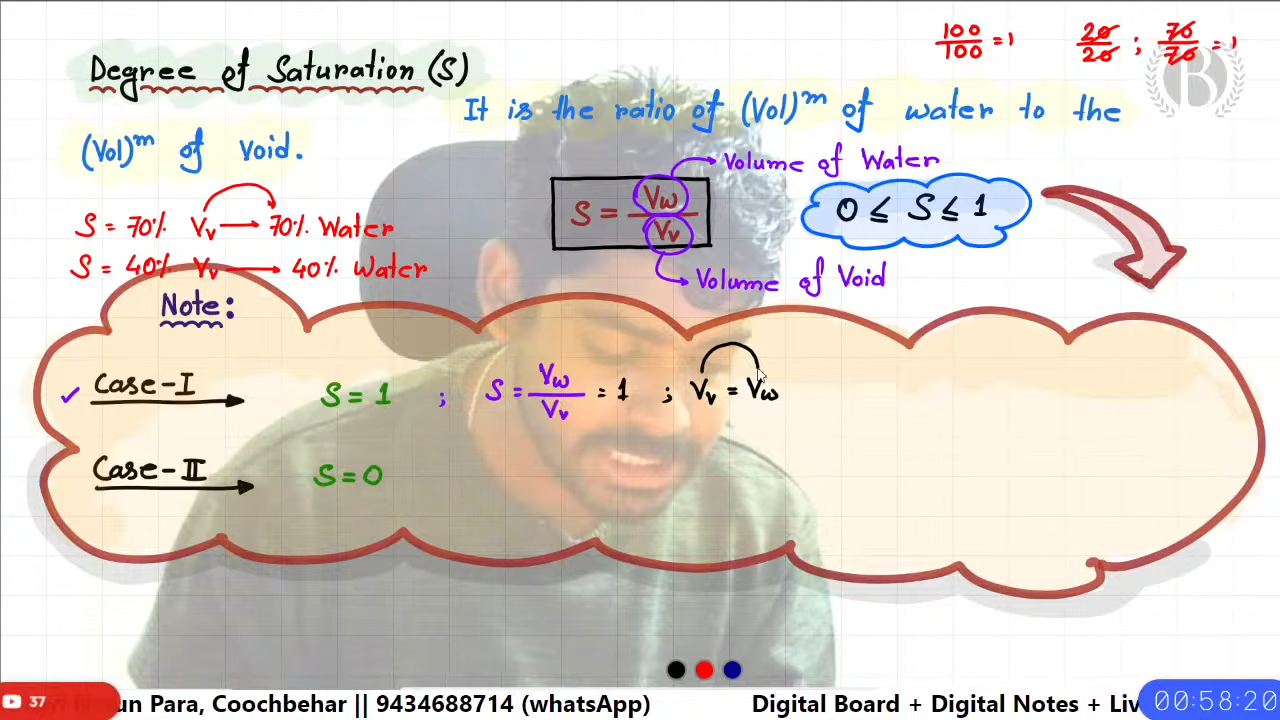 100/100 = 1 20/20 ; 70/70 = 1
Degree of Saturation (S)
It is the ratio of (Vol)ᵐ of water to the
(Vol)ᵐ of void.
Volume of Water
S = Vw/Vv
0 ≤ S ≤ 1
S = 70% Vv → 70% Water
S = 40% Vv → 40% Water
Volume of Void
Note:
✓ Case-I → S = 1 ; S = Vw/Vv = 1 ; Vv = Vw
Case-II → S = 0
37
Para, Coochbehar || 9434688714 (whatsApp) Digital Board + Digital Notes +
00:58:20